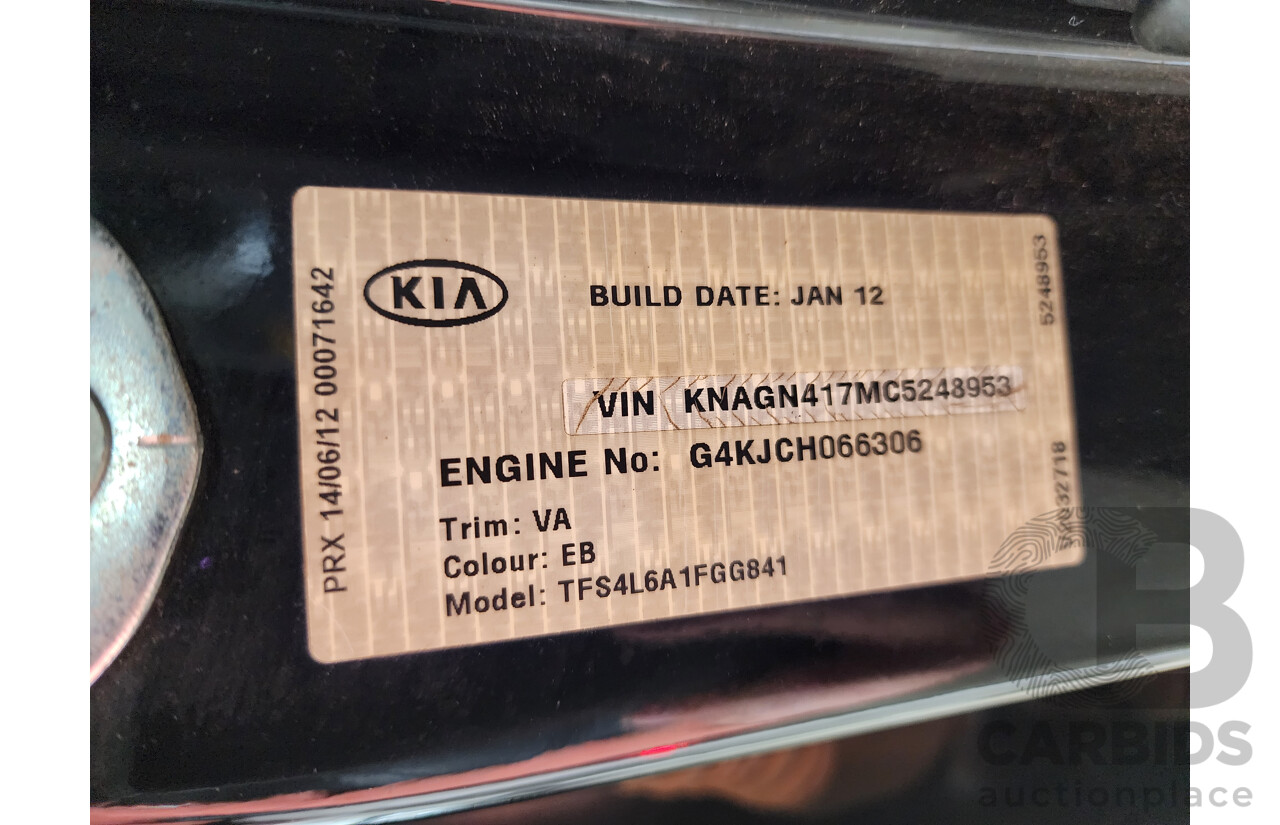 KIA
BUILD DATE: JAN 12
VIN KNAGN417MC5248953
ENGINE No: G4KJCH066306
Trim: VA
Colour: EB
Model: TFS4L6A1FGG841
PRX 14/06/12 00071642
5248953
B
CARBIDS
auctionplace